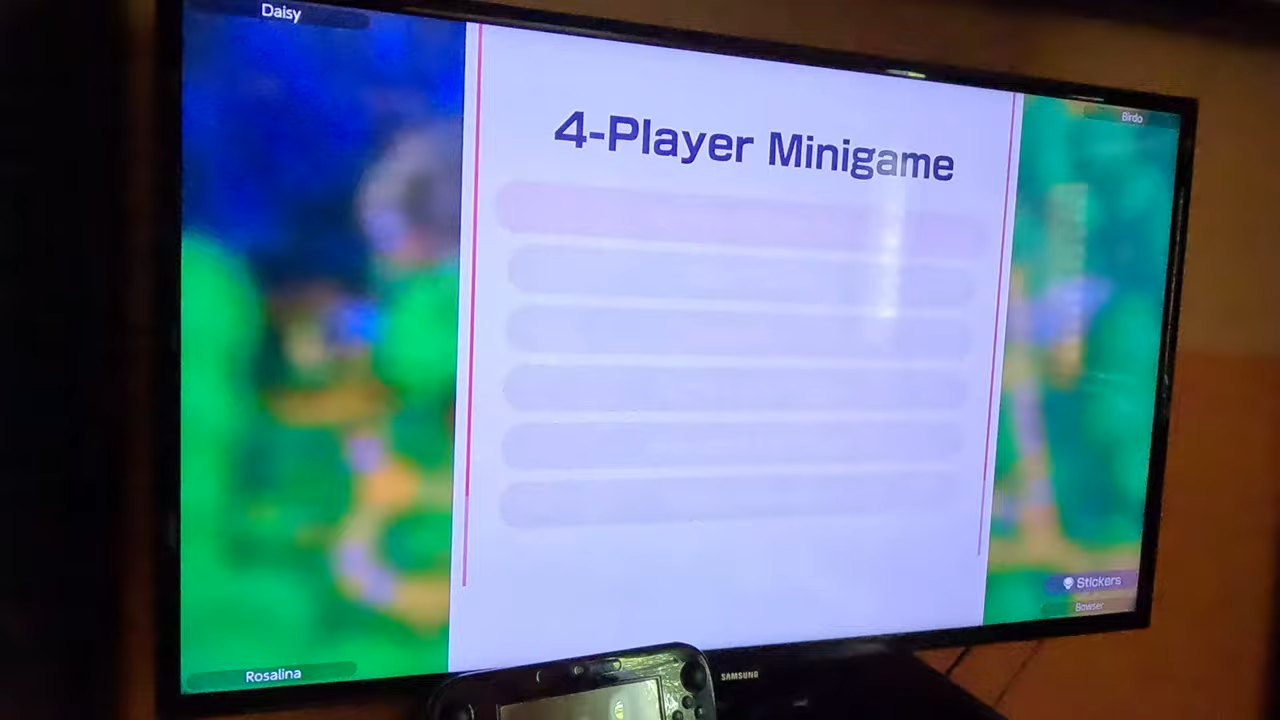 Daisy
4-Player Minigame
Birdo
Stickers
Bowser
Rosalina
SAMSUNG